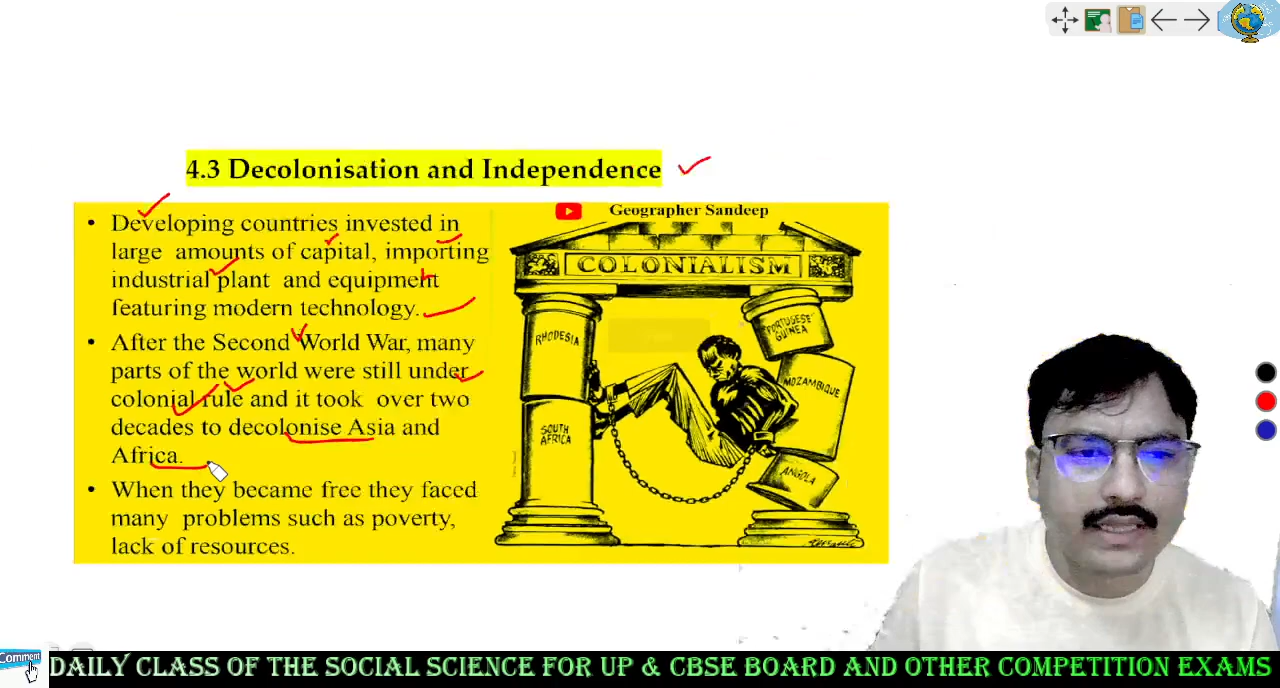 4.3 Decolonisation and Independence
• Developing countries invested in
large amounts of capital, importing
industrial plant and equipment
featuring modern technology.
• After the Second World War, many
parts of the world were still under
colonial rule and it took over two
decades to decolonise Asia and
Africa.
• When they became free they faced
many problems such as poverty,
lack of resources.
Geographer Sandeep
COLONIALISM
RHODESIA
PORTUGESE
GUINEA
MOZAMBIQUE
SOUTH
AFRICA
ANGOLA
Comment
DAILY CLASS OF THE SOCIAL SCIENCE FOR UP & CBSE BOARD AND OTHER COMPETITION EXAMS